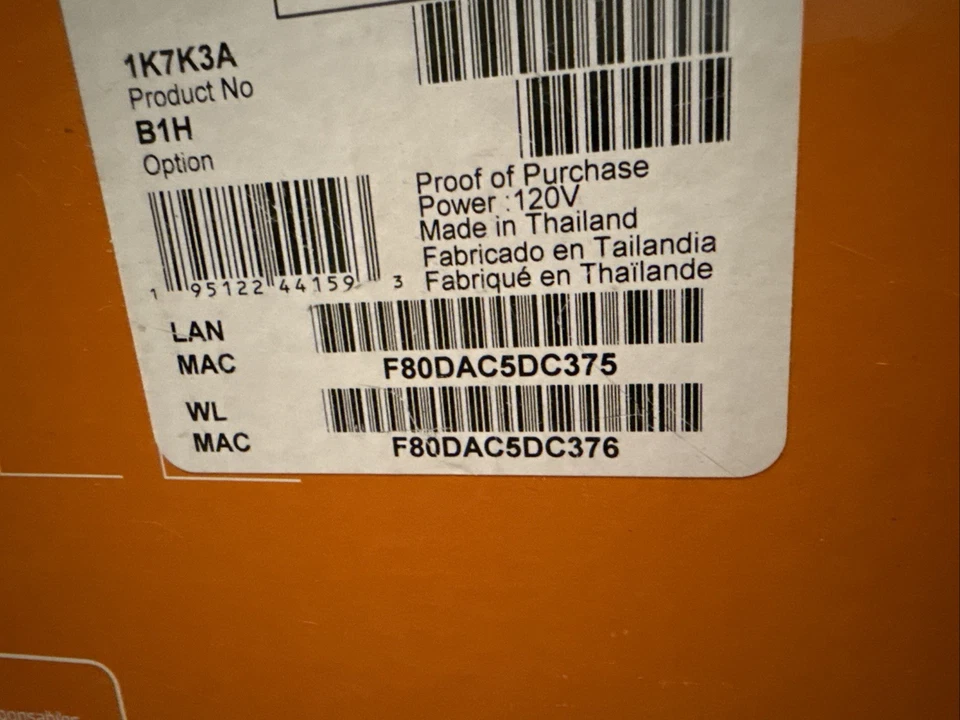 1K7K3A
Product No
B1H
Option
1 95122 44159 3
Proof of Purchase
Power :120V
Made in Thailand
Fabricado en Tailandia
Fabriqué en Thaïlande
LAN
MAC
F80DAC5DC375
WL
MAC
F80DAC5DC376